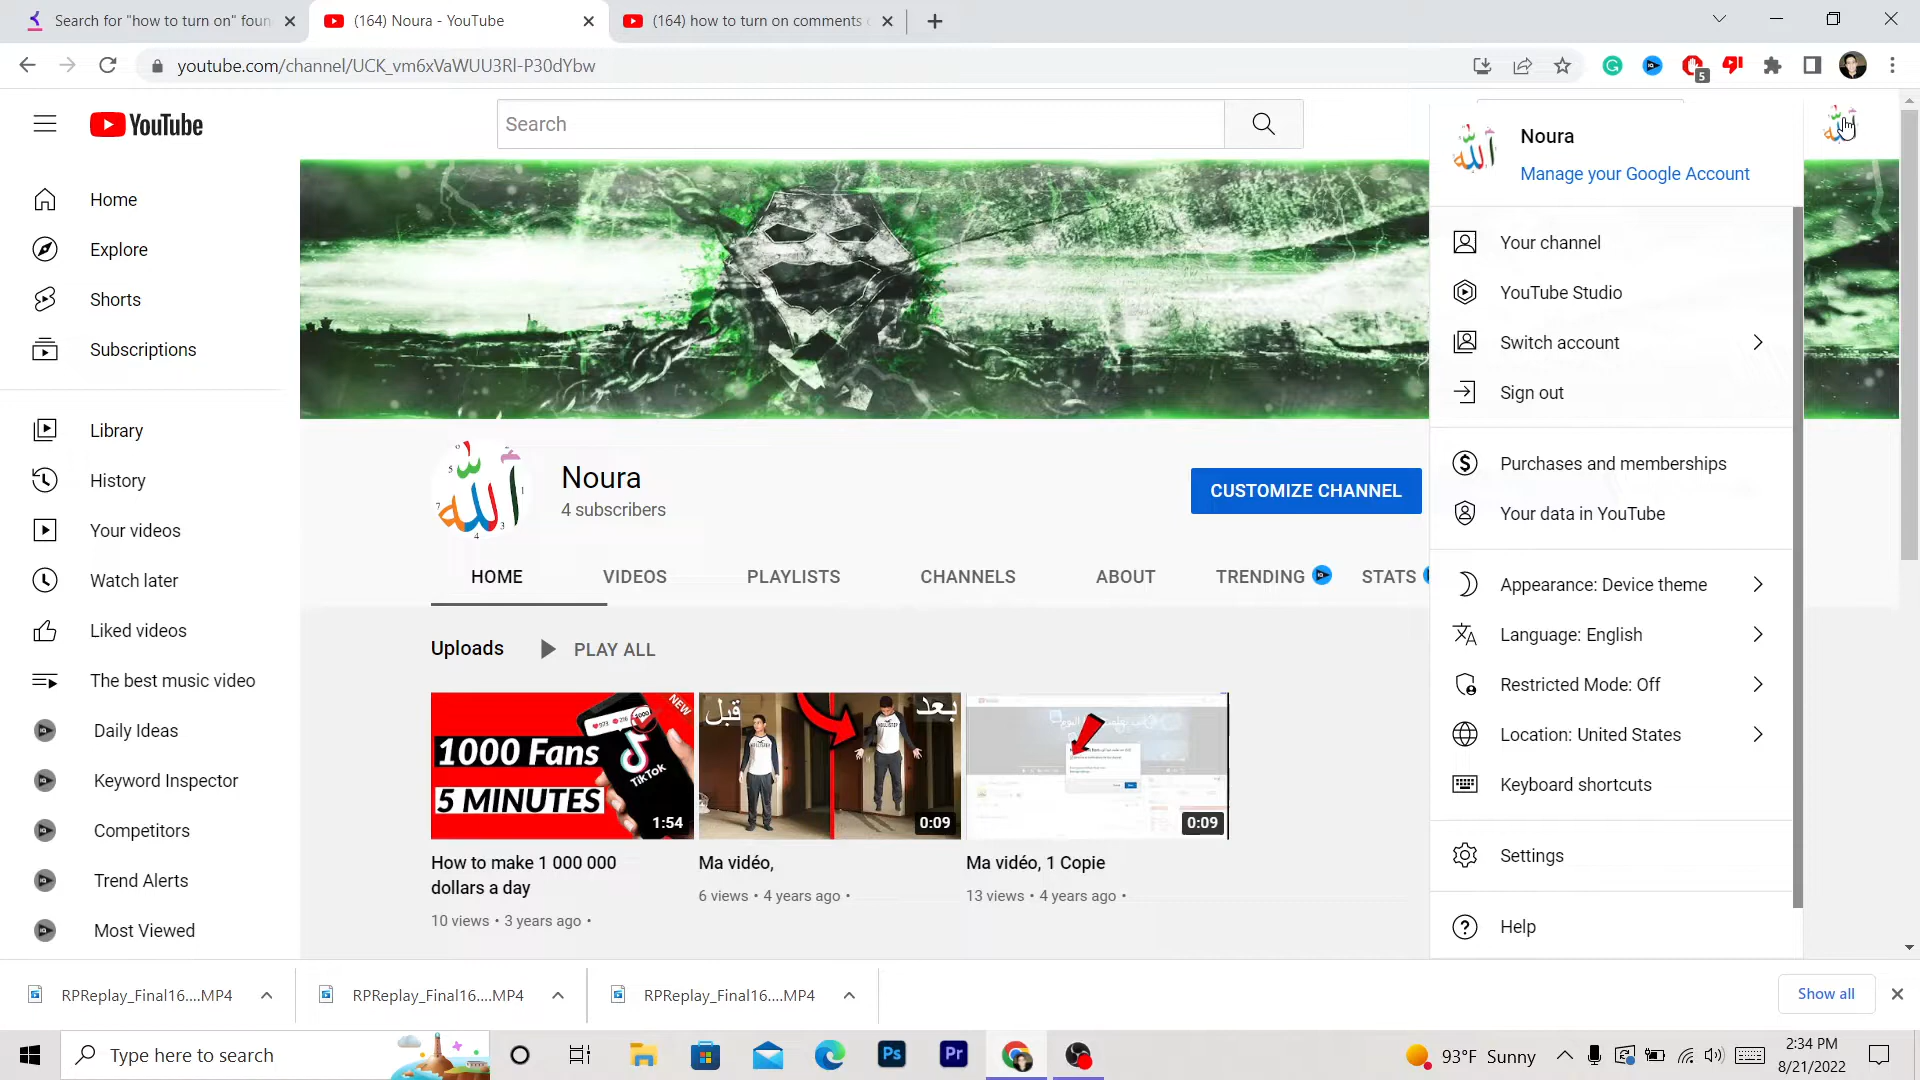 Search for "how to turn on" foun
(164) Noura - YouTube
(164) how to turn on comments
youtube.com/channel/UCK_vm6xVaWUU3Rl-P30dYbw
5
YouTube
Search
Home
Explore
Shorts
Subscriptions
Library
History
Your videos
Watch later
Liked videos
The best music video
Daily Ideas
Keyword Inspector
Competitors
Trend Alerts
Most Viewed
Noura
4 subscribers
CUSTOMIZE CHANNEL
HOME
VIDEOS
PLAYLISTS
CHANNELS
ABOUT
TRENDING
STATS
Uploads
PLAY ALL
NEW
1000 Fans
5 MINUTES
TikTok
1:54
قبل
بعد
0:09
0:09
How to make 1 000 000
dollars a day
10 views • 3 years ago •
Ma vidéo,
6 views • 4 years ago •
Ma vidéo, 1 Copie
13 views • 4 years ago •
Noura
Manage your Google Account
Your channel
YouTube Studio
Switch account
Sign out
Purchases and memberships
Your data in YouTube
Appearance: Device theme
Language: English
Restricted Mode: Off
Location: United States
Keyboard shortcuts
Settings
Help
RPReplay_Final16....MP4
RPReplay_Final16....MP4
RPReplay_Final16....MP4
Show all
Type here to search
Ps
Pr
93°F Sunny
2:34 PM
8/21/2022